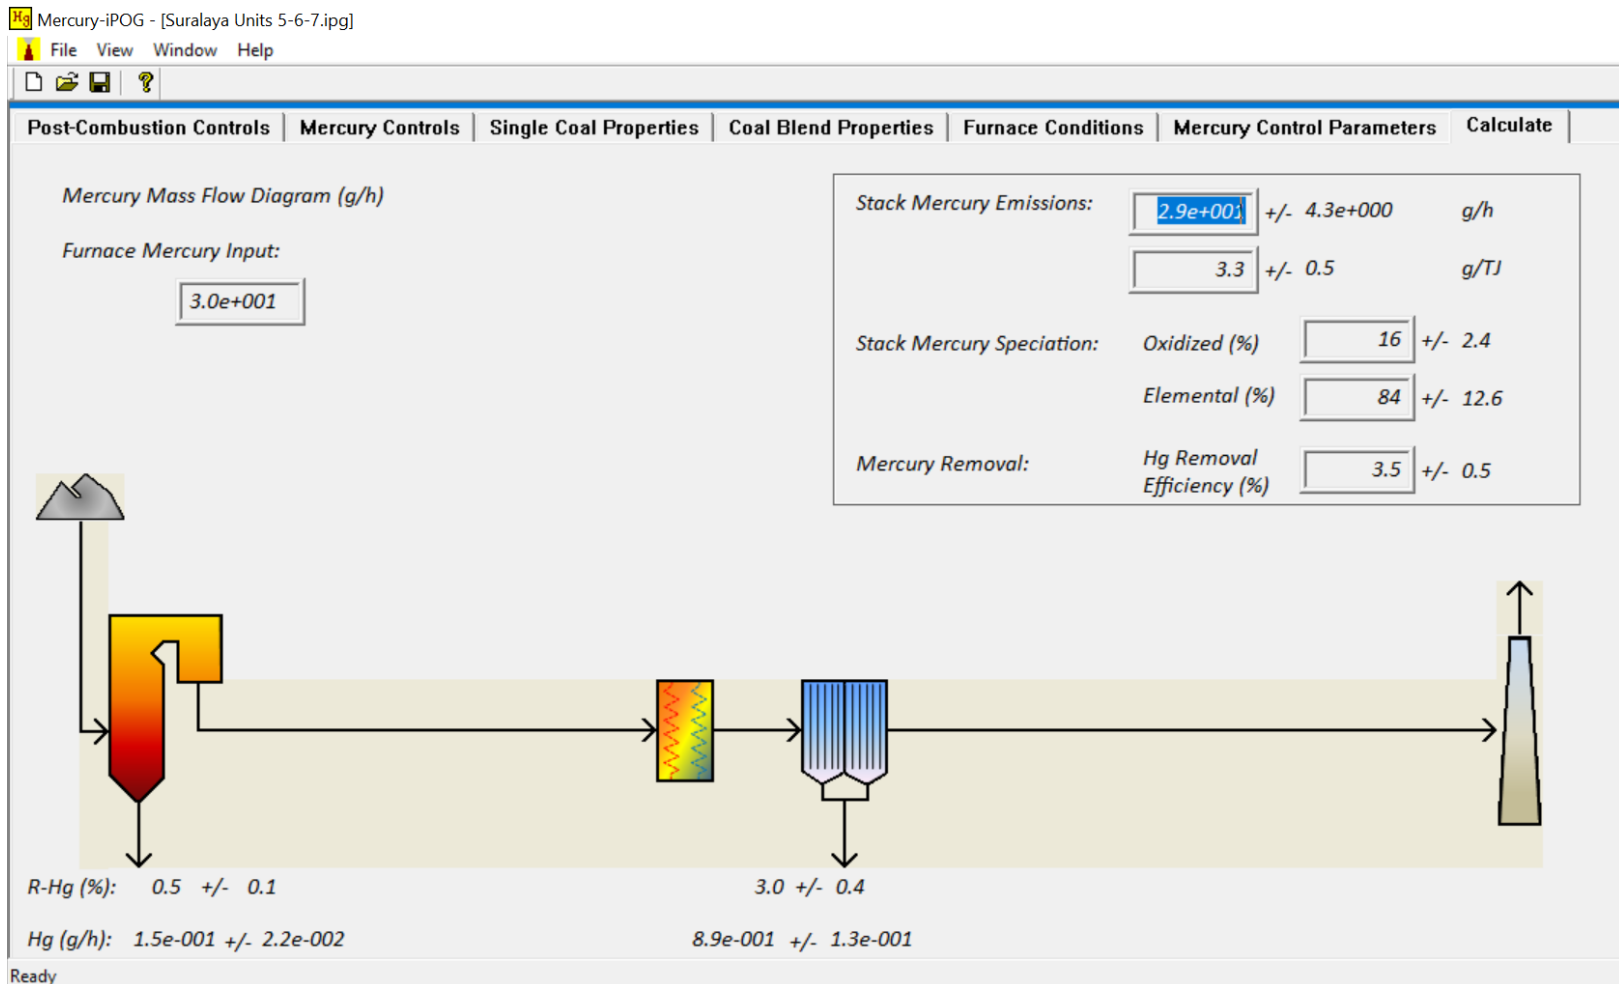 Hg Mercury-iPOG - [Suralaya Units 5-6-7.ipg]
File View Window Help
?
Post-Combustion Controls Mercury Controls Single Coal Properties Coal Blend Properties Furnace Conditions Mercury Control Parameters Calculate
Mercury Mass Flow Diagram (g/h)
Furnace Mercury Input:
3.0e+001
Stack Mercury Emissions: 2.9e+001 +/- 4.3e+000 g/h
3.3 +/- 0.5 g/TJ
Stack Mercury Speciation: Oxidized (%) 16 +/- 2.4
Elemental (%) 84 +/- 12.6
Mercury Removal: Hg Removal
Efficiency (%) 3.5 +/- 0.5
R-Hg (%): 0.5 +/- 0.1 3.0 +/- 0.4
Hg (g/h): 1.5e-001 +/- 2.2e-002 8.9e-001 +/- 1.3e-001
Ready